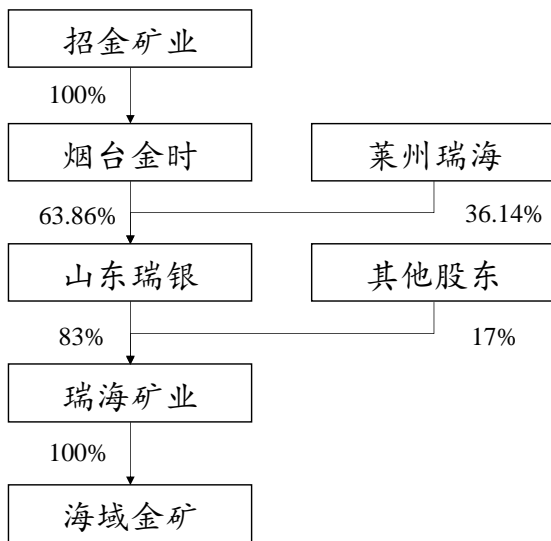 招金矿业
100%
烟台金时
莱州瑞海
63.86%
36.14%
山东瑞银
其他股东
83%
17%
瑞海矿业
100%
海域金矿